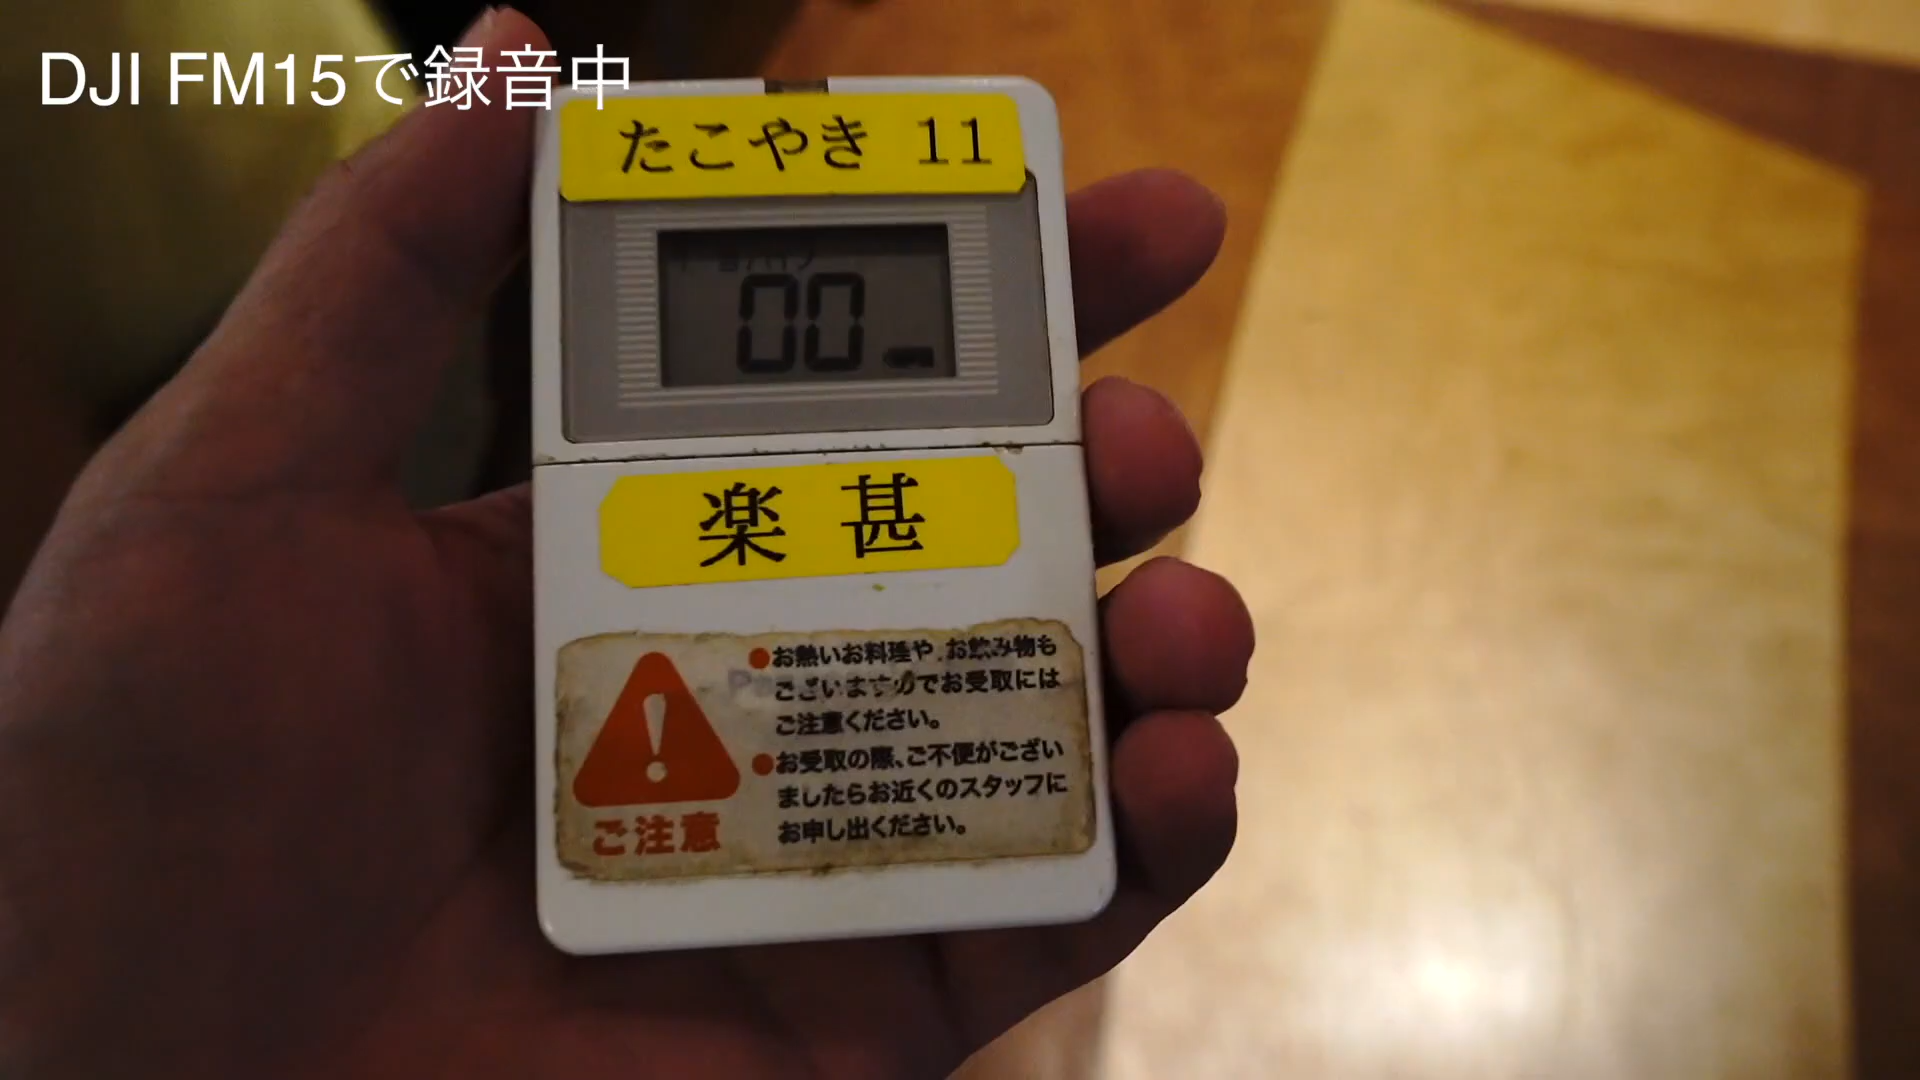 DJI FM15で録音中
たこやき 11
00
楽 甚
●お熱いお料理や、お飲み物も
ございますのでお受取には
ご注意ください。
●お受取の際、ご不便がござい
ましたらお近くのスタッフに
お申し出ください。
ご注意